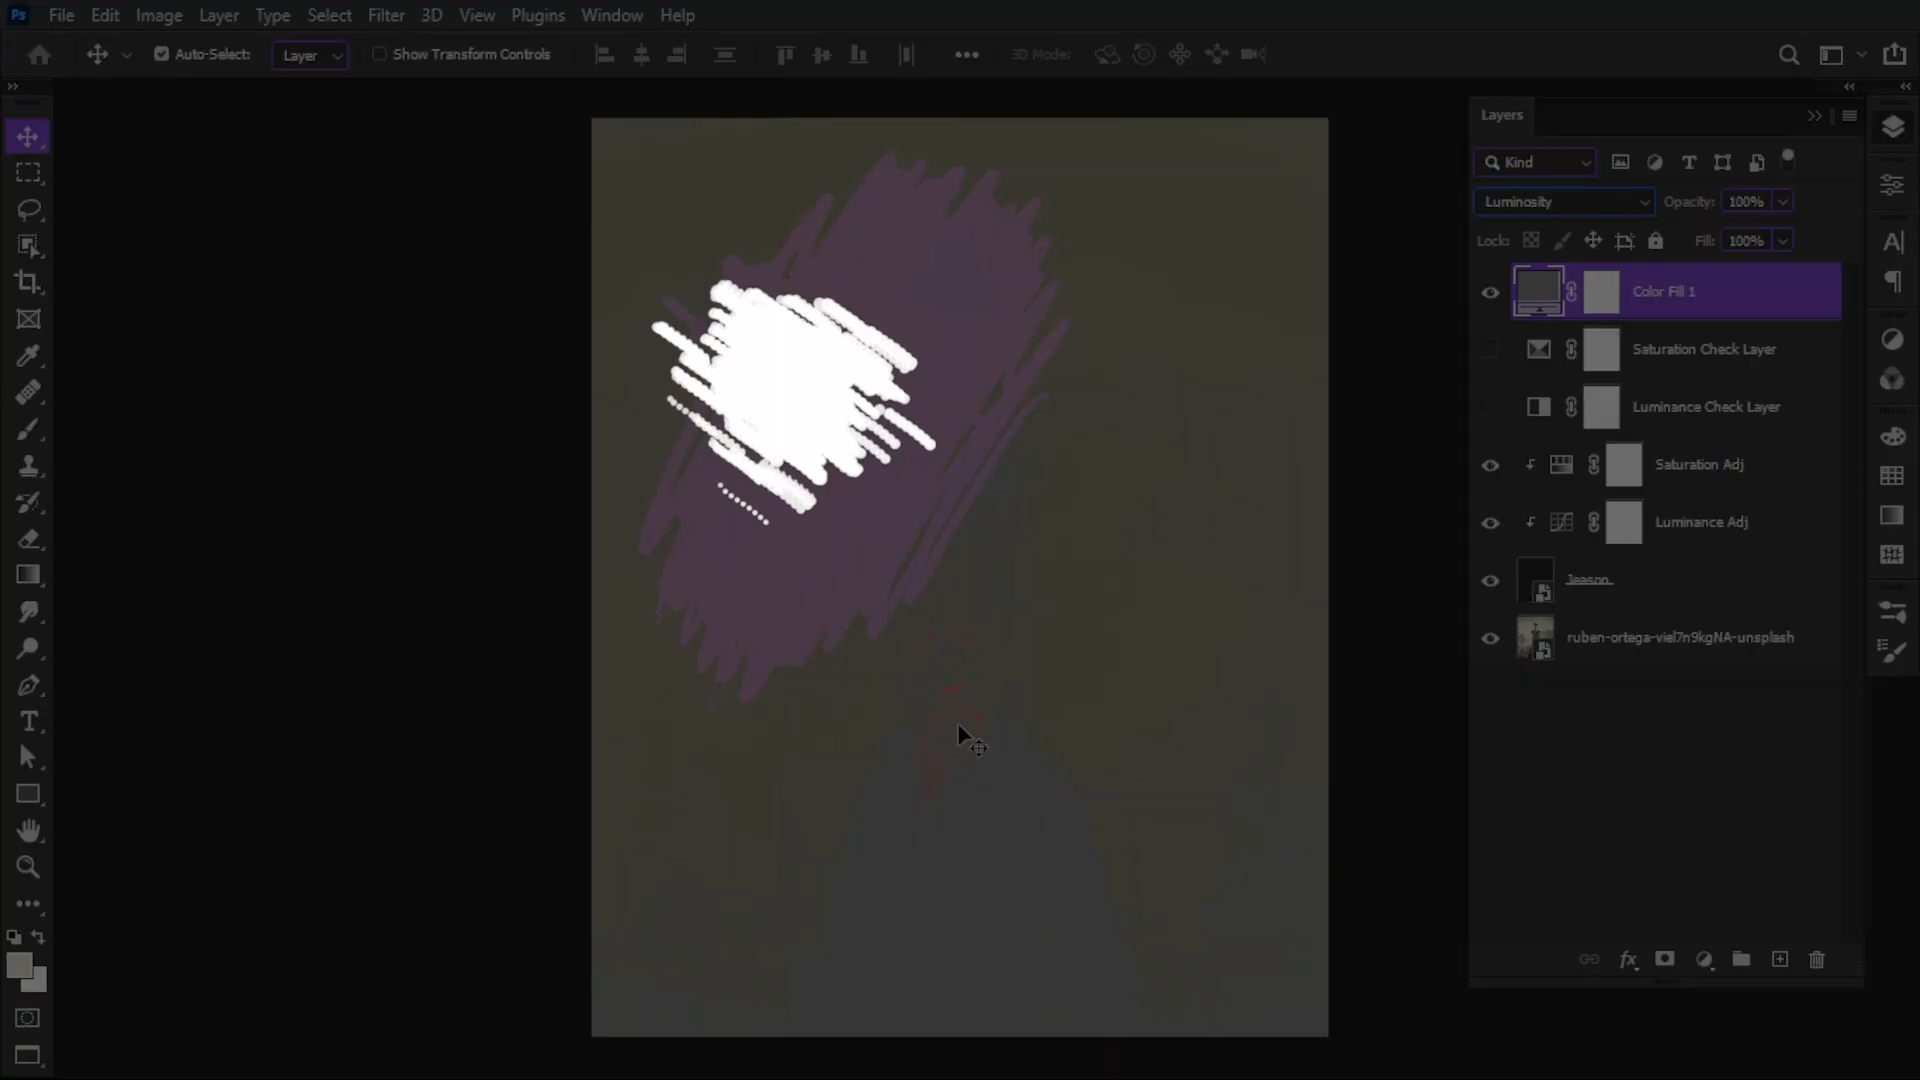 Ps File Edit Image Layer Type Select Filter 3D View Plugins Window Help
Auto-Select: Layer Show Transform Controls 3D Mode:
Layers
Kind
Luminosity Opacity: 100%
Lock: Fill: 100%
Color Fill 1
Saturation Check Layer
Luminance Check Layer
Saturation Adj
Luminance Adj
Jeason
ruben-ortega-viel7n9kgNA-unsplash